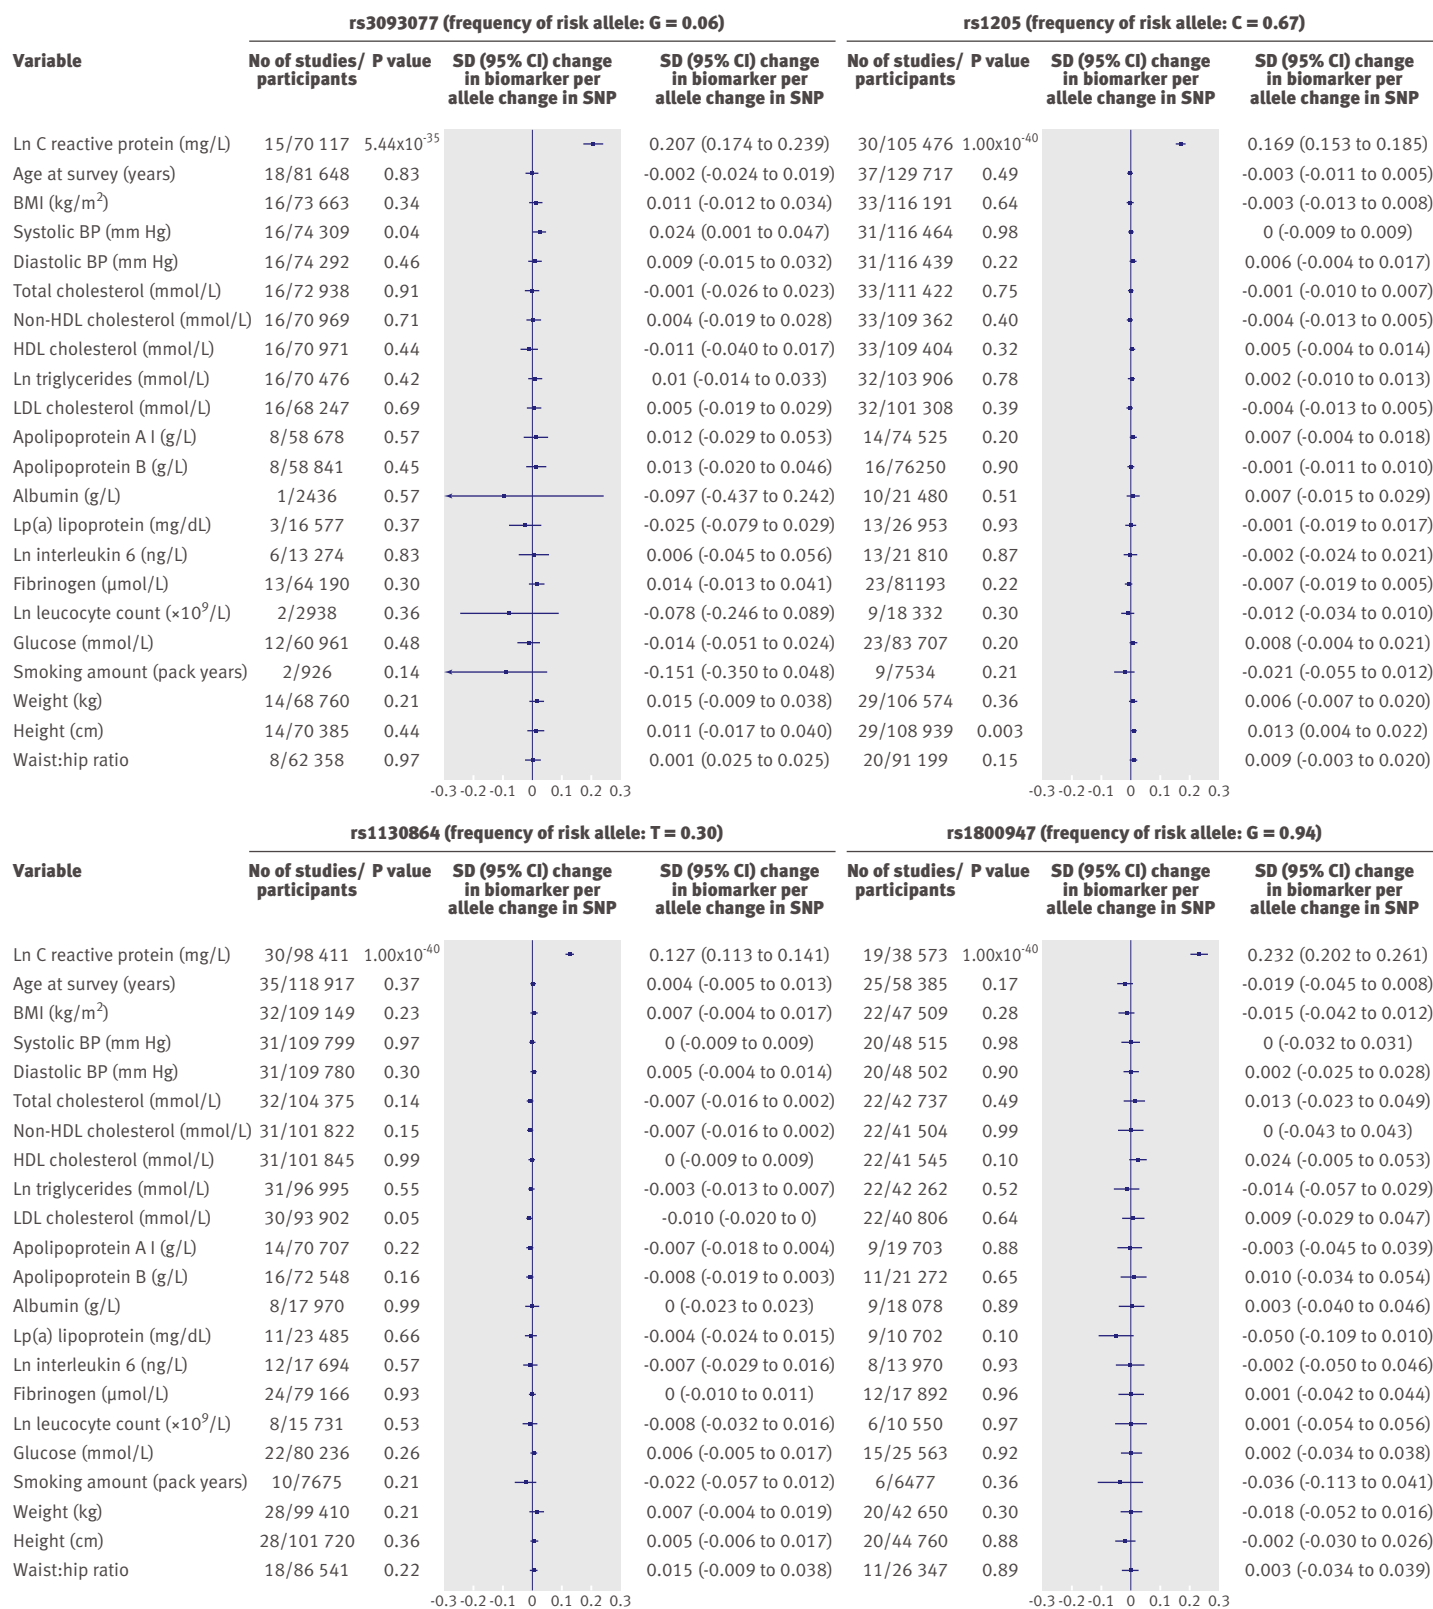 rs3093077 (frequency of risk allele: G = 0.06) rs1205 (frequency of risk allele: C = 0.67)
Variable No of studies/ P value SD (95% CI) change SD (95% CI) change No of studies/ P value SD (95% CI) change SD (95% CI) change
participants in biomarker per in biomarker per participants in biomarker per in biomarker per
allele change in SNP allele change in SNP allele change in SNP allele change in SNP
Ln C reactive protein (mg/L) 15/70 117 5.44x10⁻³⁵ 0.207 (0.174 to 0.239) 30/105 476 1.00x10⁻⁴⁰ 0.169 (0.153 to 0.185)
Age at survey (years) 18/81 648 0.83 -0.002 (-0.024 to 0.019) 37/129 717 0.49 -0.003 (-0.011 to 0.005)
BMI (kg/m²) 16/73 663 0.34 0.011 (-0.012 to 0.034) 33/116 191 0.64 -0.003 (-0.013 to 0.008)
Systolic BP (mm Hg) 16/74 309 0.04 0.024 (0.001 to 0.047) 31/116 464 0.98 0 (-0.009 to 0.009)
Diastolic BP (mm Hg) 16/74 292 0.46 0.009 (-0.015 to 0.032) 31/116 439 0.22 0.006 (-0.004 to 0.017)
Total cholesterol (mmol/L) 16/72 938 0.91 -0.001 (-0.026 to 0.023) 33/111 422 0.75 -0.001 (-0.010 to 0.007)
Non-HDL cholesterol (mmol/L) 16/70 969 0.71 0.004 (-0.019 to 0.028) 33/109 362 0.40 -0.004 (-0.013 to 0.005)
HDL cholesterol (mmol/L) 16/70 971 0.44 -0.011 (-0.040 to 0.017) 33/109 404 0.32 0.005 (-0.004 to 0.014)
Ln triglycerides (mmol/L) 16/70 476 0.42 0.01 (-0.014 to 0.033) 32/103 906 0.78 0.002 (-0.010 to 0.013)
LDL cholesterol (mmol/L) 16/68 247 0.69 0.005 (-0.019 to 0.029) 32/101 308 0.39 -0.004 (-0.013 to 0.005)
Apolipoprotein A I (g/L) 8/58 678 0.57 0.012 (-0.029 to 0.053) 14/74 525 0.20 0.007 (-0.004 to 0.018)
Apolipoprotein B (g/L) 8/58 841 0.45 0.013 (-0.020 to 0.046) 16/76250 0.90 -0.001 (-0.011 to 0.010)
Albumin (g/L) 1/2436 0.57 -0.097 (-0.437 to 0.242) 10/21 480 0.51 0.007 (-0.015 to 0.029)
Lp(a) lipoprotein (mg/dL) 3/16 577 0.37 -0.025 (-0.079 to 0.029) 13/26 953 0.93 -0.001 (-0.019 to 0.017)
Ln interleukin 6 (ng/L) 6/13 274 0.83 0.006 (-0.045 to 0.056) 13/21 810 0.87 -0.002 (-0.024 to 0.021)
Fibrinogen (μmol/L) 13/64 190 0.30 0.014 (-0.013 to 0.041) 23/81193 0.22 -0.007 (-0.019 to 0.005)
Ln leucocyte count (×10⁹/L) 2/2938 0.36 -0.078 (-0.246 to 0.089) 9/18 332 0.30 -0.012 (-0.034 to 0.010)
Glucose (mmol/L) 12/60 961 0.48 -0.014 (-0.051 to 0.024) 23/83 707 0.20 0.008 (-0.004 to 0.021)
Smoking amount (pack years) 2/926 0.14 -0.151 (-0.350 to 0.048) 9/7534 0.21 -0.021 (-0.055 to 0.012)
Weight (kg) 14/68 760 0.21 0.015 (-0.009 to 0.038) 29/106 574 0.36 0.006 (-0.007 to 0.020)
Height (cm) 14/70 385 0.44 0.011 (-0.017 to 0.040) 29/108 939 0.003 0.013 (0.004 to 0.022)
Waist:hip ratio 8/62 358 0.97 0.001 (0.025 to 0.025) 20/91 199 0.15 0.009 (-0.003 to 0.020)
-0.3 -0.2 -0.1 0 0.1 0.2 0.3 -0.3 -0.2 -0.1 0 0.1 0.2 0.3
rs1130864 (frequency of risk allele: T = 0.30) rs1800947 (frequency of risk allele: G = 0.94)
Variable No of studies/ P value SD (95% CI) change SD (95% CI) change No of studies/ P value SD (95% CI) change SD (95% CI) change
participants in biomarker per in biomarker per participants in biomarker per in biomarker per
allele change in SNP allele change in SNP allele change in SNP allele change in SNP
Ln C reactive protein (mg/L) 30/98 411 1.00x10⁻⁴⁰ 0.127 (0.113 to 0.141) 19/38 573 1.00x10⁻⁴⁰ 0.232 (0.202 to 0.261)
Age at survey (years) 35/118 917 0.37 0.004 (-0.005 to 0.013) 25/58 385 0.17 -0.019 (-0.045 to 0.008)
BMI (kg/m²) 32/109 149 0.23 0.007 (-0.004 to 0.017) 22/47 509 0.28 -0.015 (-0.042 to 0.012)
Systolic BP (mm Hg) 31/109 799 0.97 0 (-0.009 to 0.009) 20/48 515 0.98 0 (-0.032 to 0.031)
Diastolic BP (mm Hg) 31/109 780 0.30 0.005 (-0.004 to 0.014) 20/48 502 0.90 0.002 (-0.025 to 0.028)
Total cholesterol (mmol/L) 32/104 375 0.14 -0.007 (-0.016 to 0.002) 22/42 737 0.49 0.013 (-0.023 to 0.049)
Non-HDL cholesterol (mmol/L) 31/101 822 0.15 -0.007 (-0.016 to 0.002) 22/41 504 0.99 0 (-0.043 to 0.043)
HDL cholesterol (mmol/L) 31/101 845 0.99 0 (-0.009 to 0.009) 22/41 545 0.10 0.024 (-0.005 to 0.053)
Ln triglycerides (mmol/L) 31/96 995 0.55 -0.003 (-0.013 to 0.007) 22/42 262 0.52 -0.014 (-0.057 to 0.029)
LDL cholesterol (mmol/L) 30/93 902 0.05 -0.010 (-0.020 to 0) 22/40 806 0.64 0.009 (-0.029 to 0.047)
Apolipoprotein A I (g/L) 14/70 707 0.22 -0.007 (-0.018 to 0.004) 9/19 703 0.88 -0.003 (-0.045 to 0.039)
Apolipoprotein B (g/L) 16/72 548 0.16 -0.008 (-0.019 to 0.003) 11/21 272 0.65 0.010 (-0.034 to 0.054)
Albumin (g/L) 8/17 970 0.99 0 (-0.023 to 0.023) 9/18 078 0.89 0.003 (-0.040 to 0.046)
Lp(a) lipoprotein (mg/dL) 11/23 485 0.66 -0.004 (-0.024 to 0.015) 9/10 702 0.10 -0.050 (-0.109 to 0.010)
Ln interleukin 6 (ng/L) 12/17 694 0.57 -0.007 (-0.029 to 0.016) 8/13 970 0.93 -0.002 (-0.050 to 0.046)
Fibrinogen (μmol/L) 24/79 166 0.93 0 (-0.010 to 0.011) 12/17 892 0.96 0.001 (-0.042 to 0.044)
Ln leucocyte count (×10⁹/L) 8/15 731 0.53 -0.008 (-0.032 to 0.016) 6/10 550 0.97 0.001 (-0.054 to 0.056)
Glucose (mmol/L) 22/80 236 0.26 0.006 (-0.005 to 0.017) 15/25 563 0.92 0.002 (-0.034 to 0.038)
Smoking amount (pack years) 10/7675 0.21 -0.022 (-0.057 to 0.012) 6/6477 0.36 -0.036 (-0.113 to 0.041)
Weight (kg) 28/99 410 0.21 0.007 (-0.004 to 0.019) 20/42 650 0.30 -0.018 (-0.052 to 0.016)
Height (cm) 28/101 720 0.36 0.005 (-0.006 to 0.017) 20/44 760 0.88 -0.002 (-0.030 to 0.026)
Waist:hip ratio 18/86 541 0.22 0.015 (-0.009 to 0.038) 11/26 347 0.89 0.003 (-0.034 to 0.039)
-0.3 -0.2 -0.1 0 0.1 0.2 0.3 -0.3 -0.2 -0.1 0 0.1 0.2 0.3